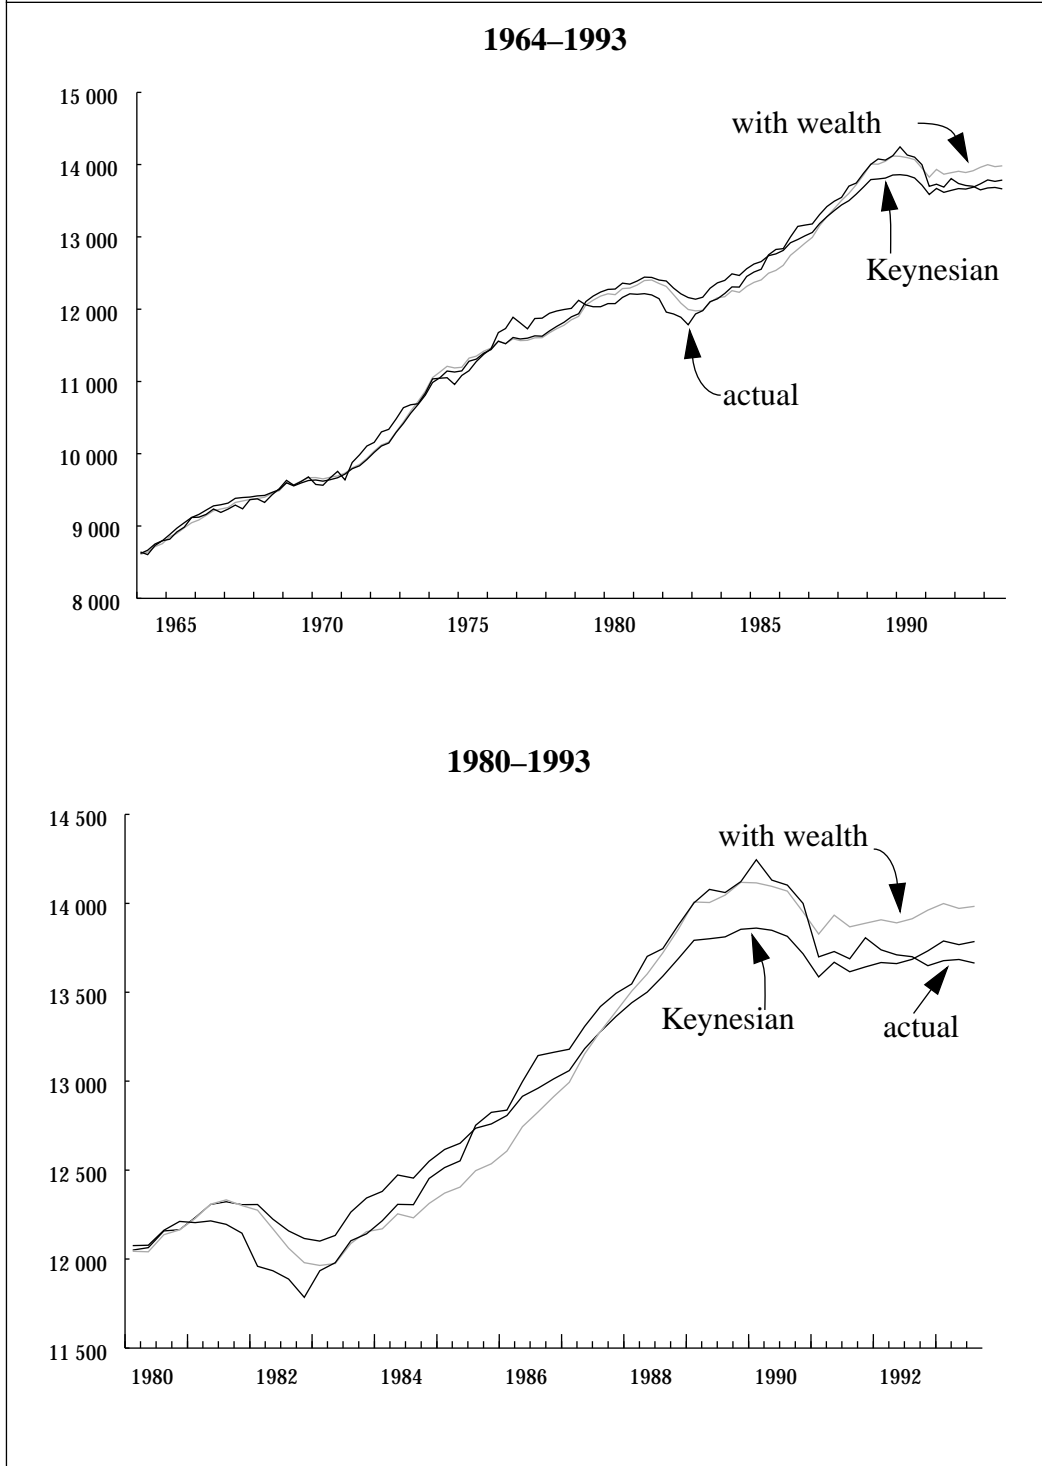 1964–1993
15 000
with wealth
14 000
13 000
Keynesian
12 000
11 000
actual
10 000
9 000
8 000
1965 1970 1975 1980 1985 1990
1980–1993
14 500
with wealth
14 000
13 500
Keynesian
actual
13 000
12 500
12 000
11 500
1980 1982 1984 1986 1988 1990 1992